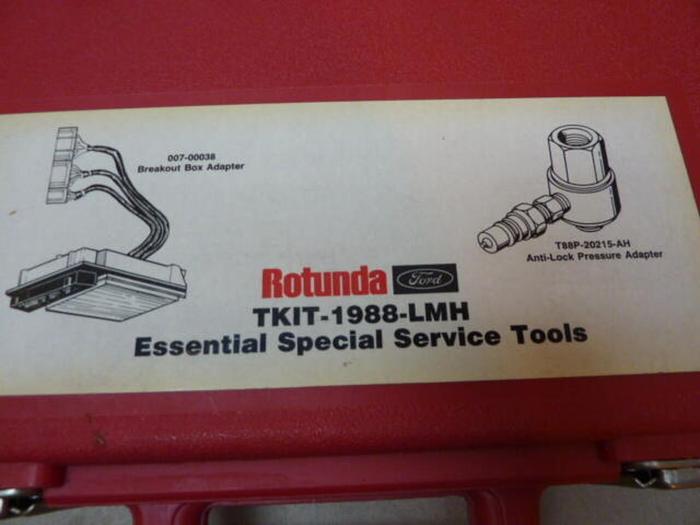 007-00038
Breakout Box Adapter
T88P-20215-AH
Anti-Lock Pressure Adapter
Rotunda Ford
TKIT-1988-LMH
Essential Special Service Tools